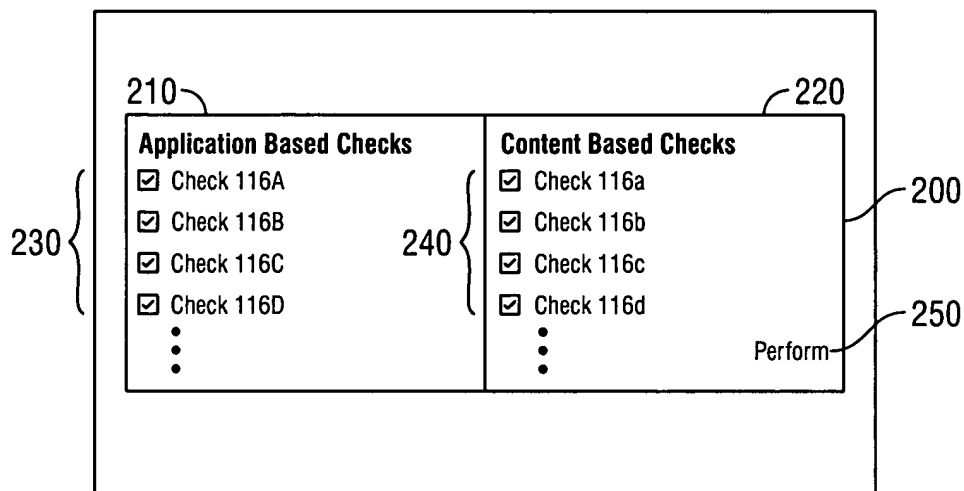 210
220
Application Based Checks
Content Based Checks
Check 116A
Check 116a
200
Check 116B
Check 116b
230
240
Check 116C
Check 116c
Check 116D
Check 116d
250
Perform